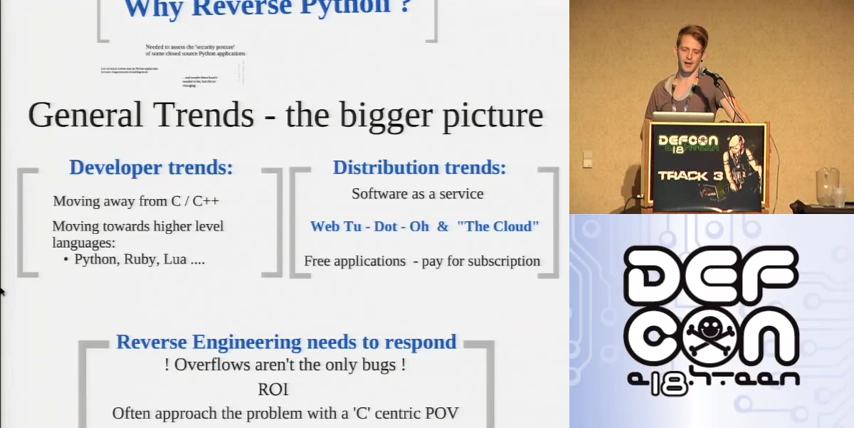 Why Reverse Python ?
Needed to assess the 'security posture'
of some closed source Python applications
General Trends - the bigger picture
Developer trends:
Moving away from C / C++
Moving towards higher level
languages:
• Python, Ruby, Lua ....
Distribution trends:
Software as a service
Web Tu - Dot - Oh & "The Cloud"
Free applications - pay for subscription
Reverse Engineering needs to respond
! Overflows aren't the only bugs !
ROI
Often approach the problem with a 'C' centric POV
DEFCON
18
TRACK 3
DEF
CON
e18hteen